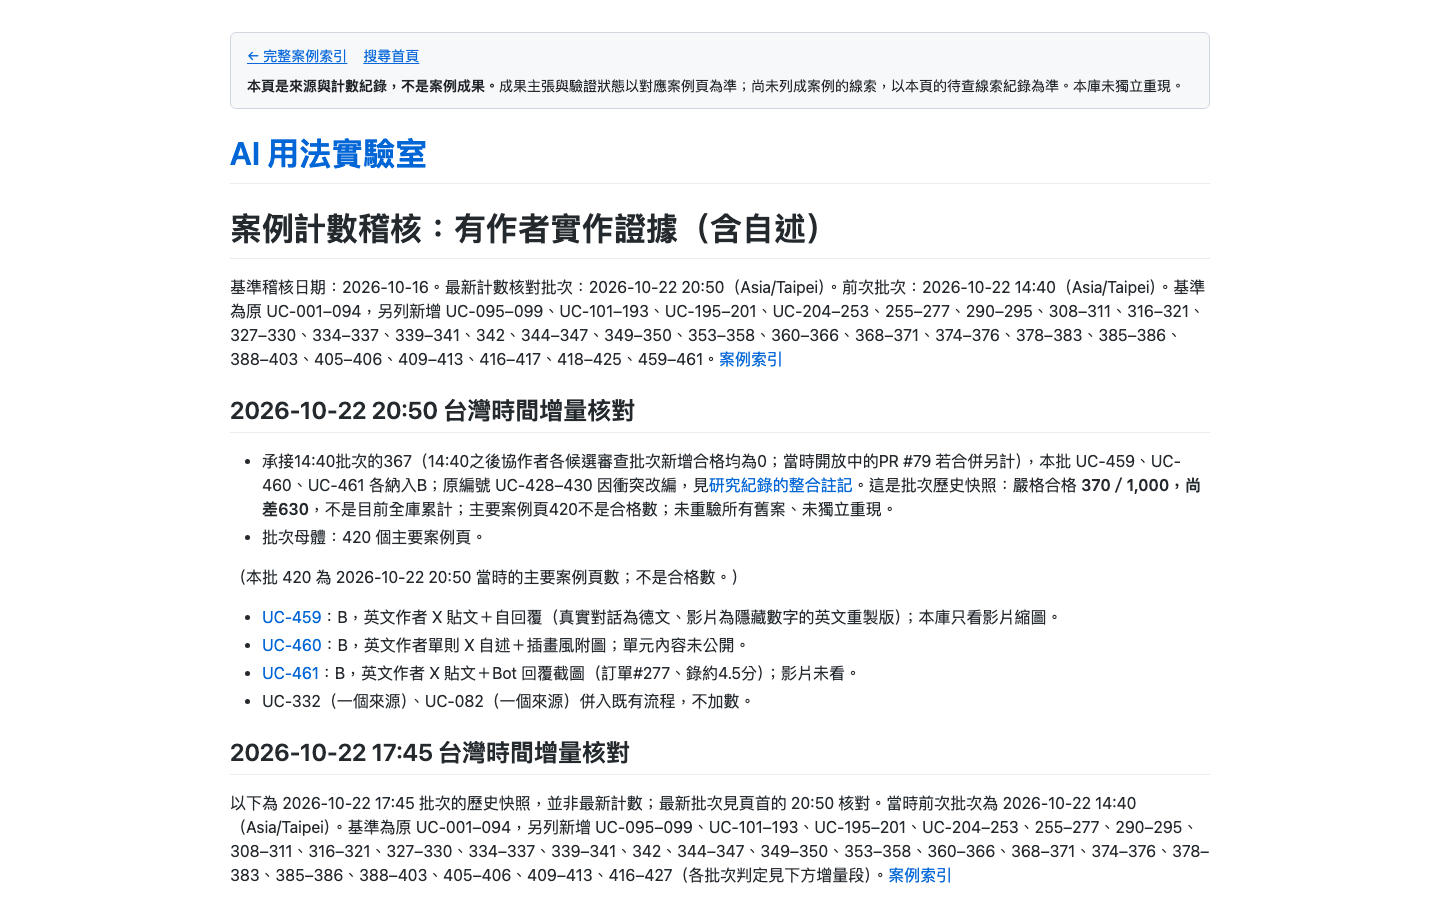 ← 完整案例索引 搜尋首頁
本頁是來源與計數紀錄，不是案例成果。成果主張與驗證狀態以對應案例頁為準；尚未列成案例的線索，以本頁的待查線索紀錄為準。本庫未獨立重現。
AI 用法實驗室
案例計數稽核：有作者實作證據（含自述）
基準稽核日期：2026-10-16。最新計數核對批次：2026-10-22 20:50（Asia/Taipei）。前次批次：2026-10-22 14:40（Asia/Taipei）。基準
為原 UC-001–094，另列新增 UC-095–099、UC-101–193、UC-195–201、UC-204–253、255–277、290–295、308–311、316–321、
327–330、334–337、339–341、342、344–347、349–350、353–358、360–366、368–371、374–376、378–383、385–386、
388–403、405–406、409–413、416–417、418–425、459–461。案例索引
2026-10-22 20:50 台灣時間增量核對
• 承接14:40批次的367（14:40之後協作者各候選審查批次新增合格均為0；當時開放中的PR #79 若合併另計），本批 UC-459、UC-
460、UC-461 各納入B；原編號 UC-428–430 因衝突改編，見研究紀錄的整合註記。這是批次歷史快照：嚴格合格 370 / 1,000，尚
差630，不是目前全庫累計；主要案例頁420不是合格數；未重驗所有舊案、未獨立重現。
• 批次母體：420 個主要案例頁。
（本批 420 為 2026-10-22 20:50 當時的主要案例頁數；不是合格數。）
• UC-459：B，英文作者 X 貼文＋自回覆（真實對話為德文、影片為隱藏數字的英文重製版）；本庫只看影片縮圖。
• UC-460：B，英文作者單則 X 自述＋插畫風附圖；單元內容未公開。
• UC-461：B，英文作者 X 貼文＋Bot 回覆截圖（訂單#277、錄約4.5分）；影片未看。
• UC-332（一個來源）、UC-082（一個來源）併入既有流程，不加數。
2026-10-22 17:45 台灣時間增量核對
以下為 2026-10-22 17:45 批次的歷史快照，並非最新計數；最新批次見頁首的 20:50 核對。當時前次批次為 2026-10-22 14:40
（Asia/Taipei）。基準為原 UC-001–094，另列新增 UC-095–099、UC-101–193、UC-195–201、UC-204–253、255–277、290–295、
308–311、316–321、327–330、334–337、339–341、342、344–347、349–350、353–358、360–366、368–371、374–376、378–
383、385–386、388–403、405–406、409–413、416–427（各批次判定見下方增量段）。案例索引